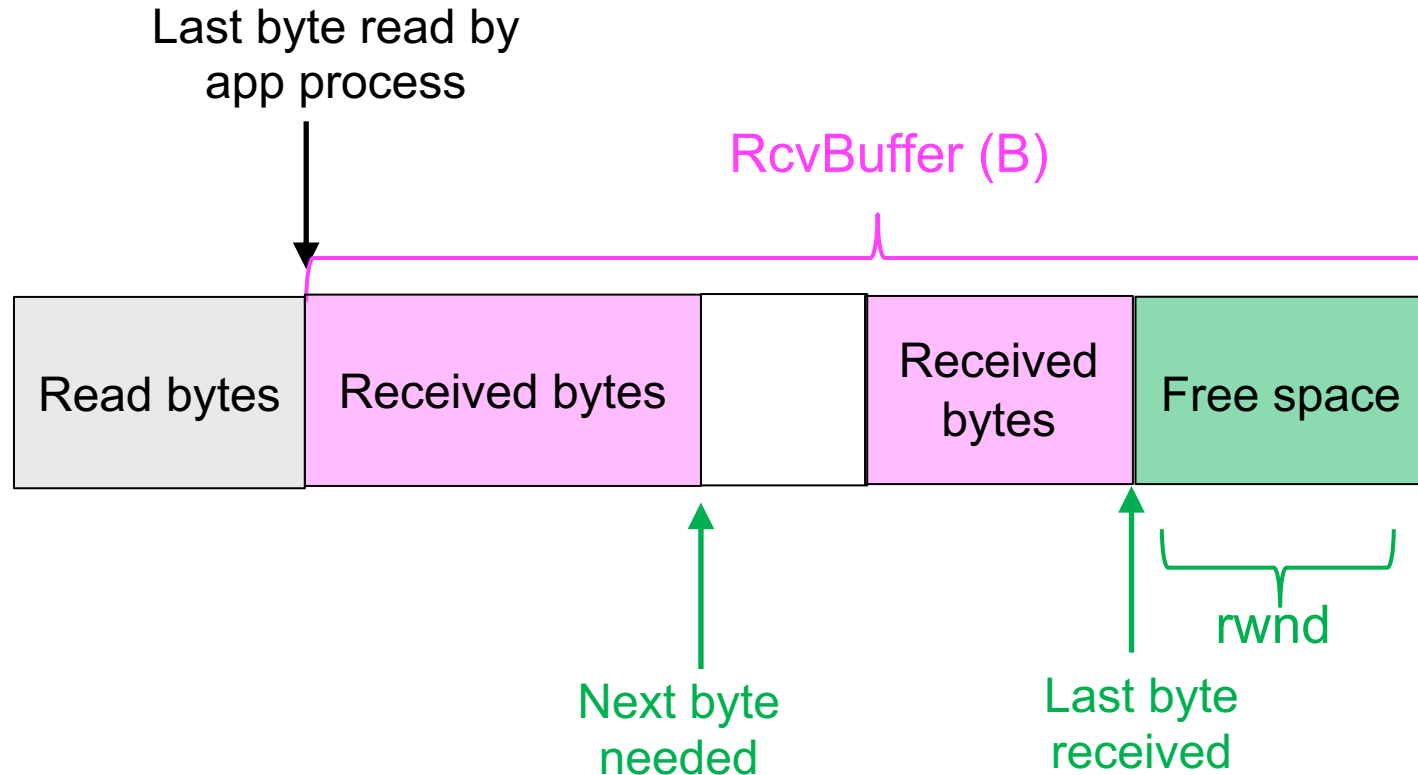 Last byte read by
app process
RcvBuffer (B)
Read bytes
Received bytes
Received
bytes
Free space
rwnd
Next byte
needed
Last byte
received